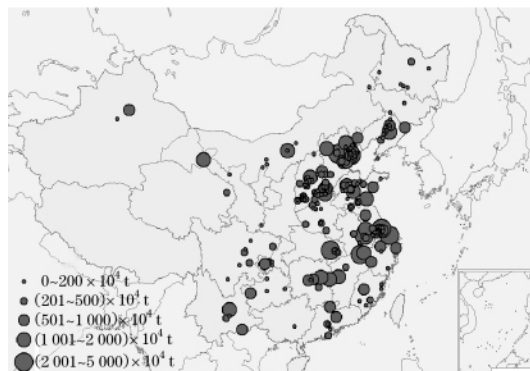 0~200×10⁴ t
(201~500)×10⁴ t
(501~1 000)×10⁴ t
(1 001~2 000)×10⁴ t
(2 001~5 000)×10⁴ t